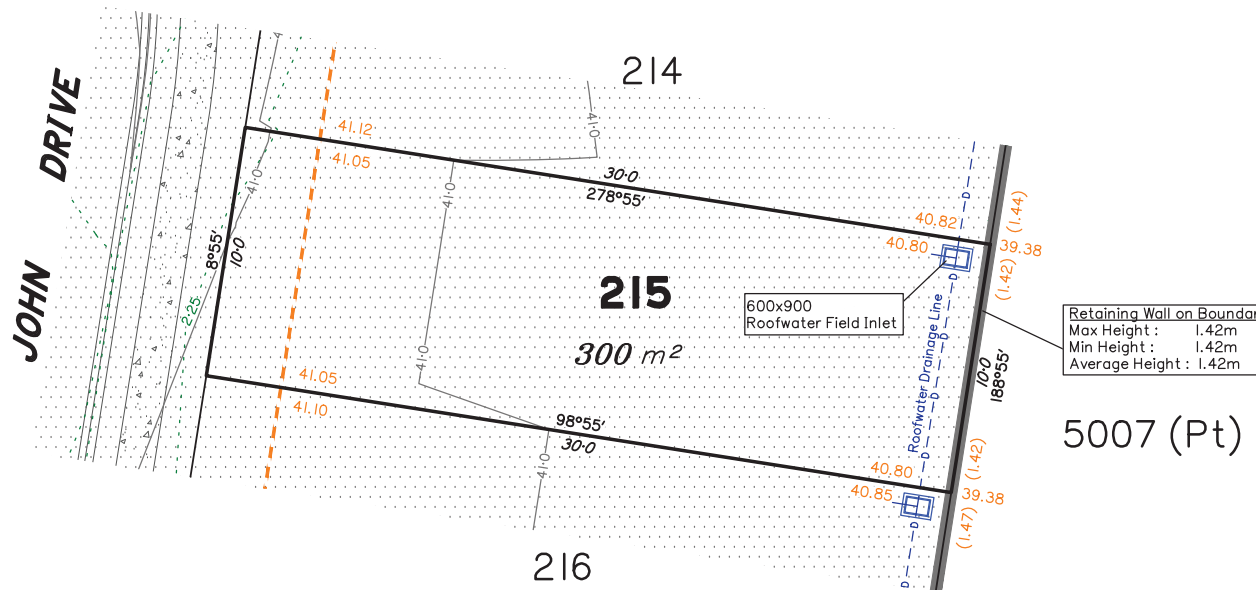 214
JOHN DRIVE
41.12
41.05
41·0
41·0
41·0
30·0
278°55'
40.82
40.80
39.38
(1.44)
(1.42)
8°55'
10·0
2·25
215
300 m²
600x900
Roofwater Field Inlet
D
D
Roofwater Drainage Line
D
D
D
10·0
188°55'
Retaining Wall on Boundar
Max Height : 1.42m
Min Height : 1.42m
Average Height : 1.42m
5007 (Pt)
41·0
41.05
41.10
98°55'
30·0
41·0
40.80
40.85
(1.42)
39.38
(1.47)
D
216